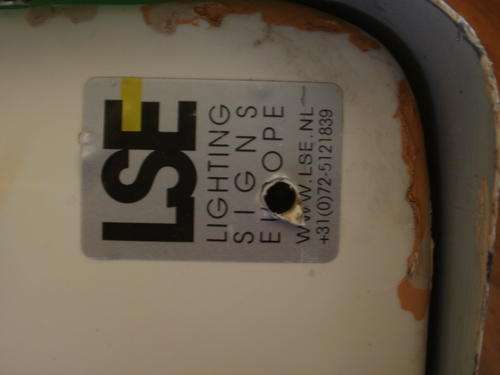 LSE
LIGHTING
SIGNS
EUROPE
WWW.LSE.NL
+31(0)72-5121839